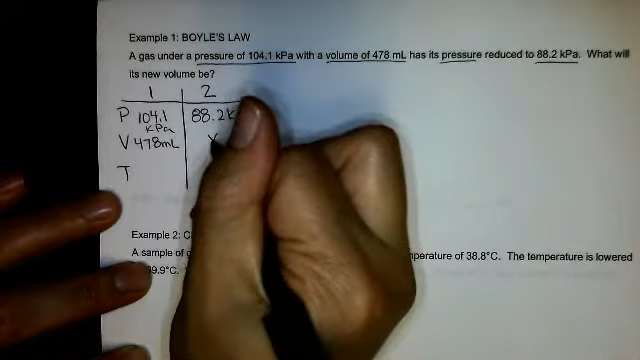 Example 1: BOYLE'S LAW
A gas under a pressure of 104.1 kPa with a volume of 478 mL has its pressure reduced to 88.2 kPa. What will
its new volume be?
1 2
P 104.1 88.2
kPa
V 478mL
T
Example 2:
A sample of perature of 38.8°C. The temperature is lowered